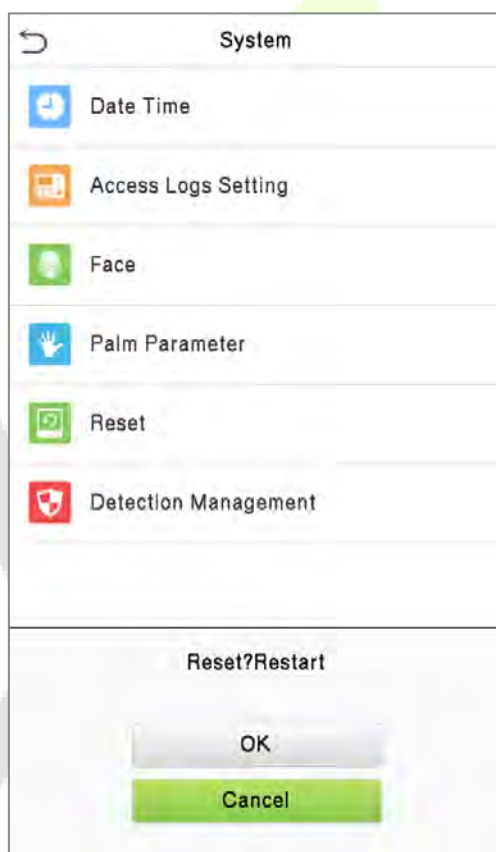 System
Date Time
Access Logs Setting
Face
Palm Parameter
Reset
Detection Management
Reset?Restart
OK
Cancel